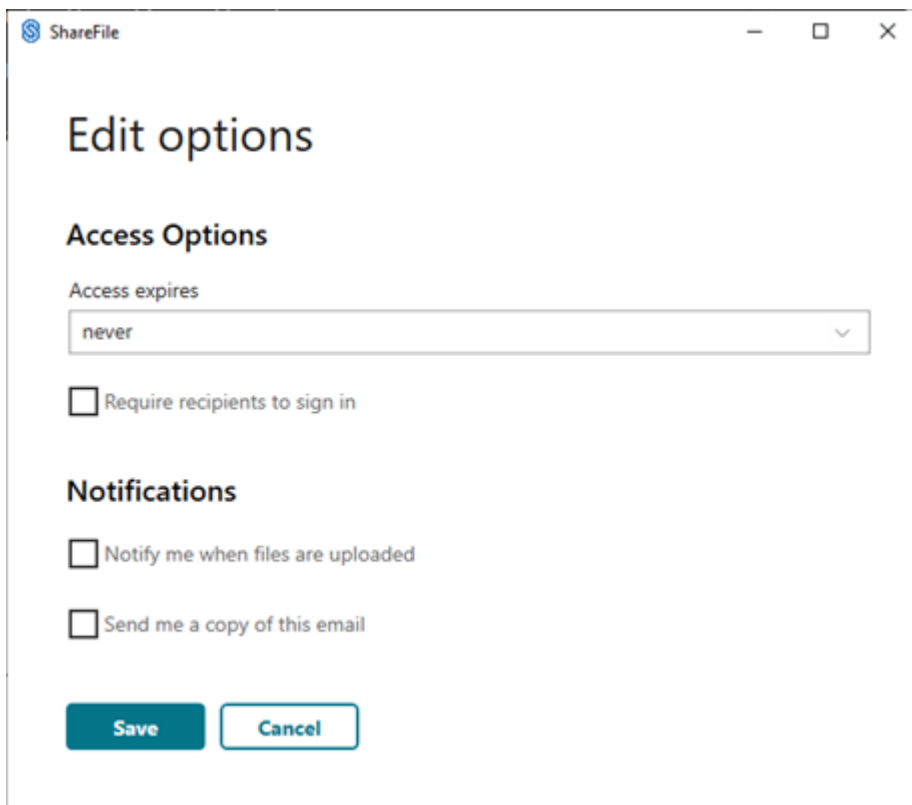 ShareFile
Edit options
Access Options
Access expires
never
Require recipients to sign in
Notifications
Notify me when files are uploaded
Send me a copy of this email
Save Cancel